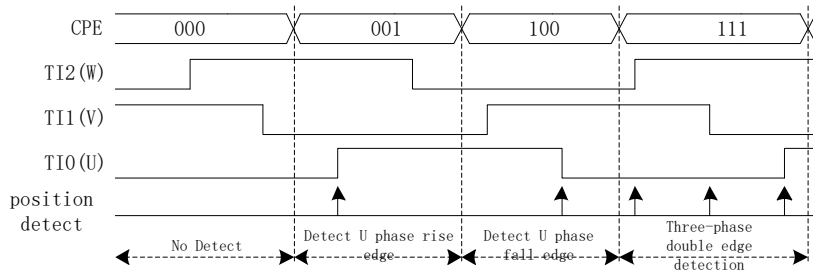 CPE 000 001 100 111
TI2(W)
TI1(V)
TI0(U)
position
detect
No Detect
Detect U phase rise
edge
Detect U phase
fall edge
Three-phase
double edge
detection